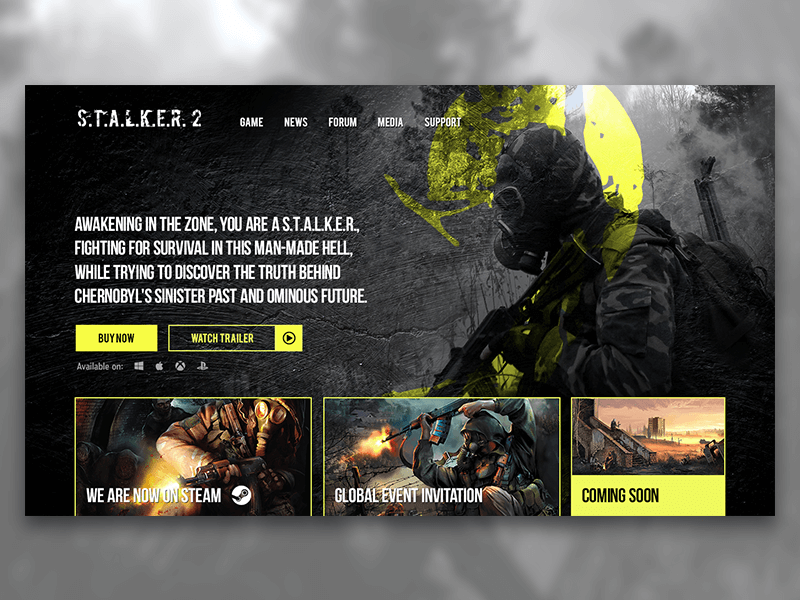 S.T.A.L.K.E.R. 2
GAME NEWS FORUM MEDIA SUPPORT
AWAKENING IN THE ZONE, YOU ARE A S.T.A.L.K.E.R.,
FIGHTING FOR SURVIVAL IN THIS MAN-MADE HELL,
WHILE TRYING TO DISCOVER THE TRUTH BEHIND
CHERNOBYL'S SINISTER PAST AND OMINOUS FUTURE.
BUY NOW WATCH TRAILER
Available on:
WE ARE NOW ON STEAM
GLOBAL EVENT INVITATION
COMING SOON